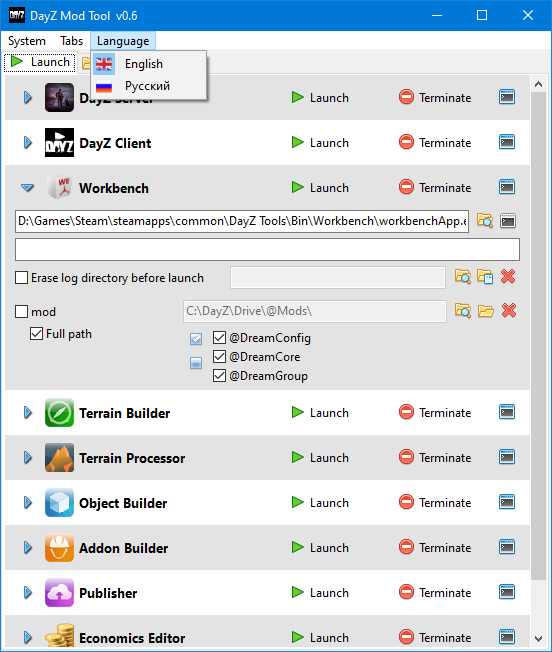 DayZ Mod Tool v0.6
System Tabs Language
Launch
English
Русский
DayZ Server Launch Terminate
DAYZ DayZ Client Launch Terminate
Workbench Launch Terminate
D:\Games\Steam\steamapps\common\DayZ Tools\Bin\Workbench\workbenchApp.e
Erase log directory before launch
mod C:\DayZ\Drive\@Mods\
Full path
@DreamConfig
@DreamCore
@DreamGroup
Terrain Builder Launch Terminate
Terrain Processor Launch Terminate
Object Builder Launch Terminate
Addon Builder Launch Terminate
Publisher Launch Terminate
Economics Editor Launch Terminate